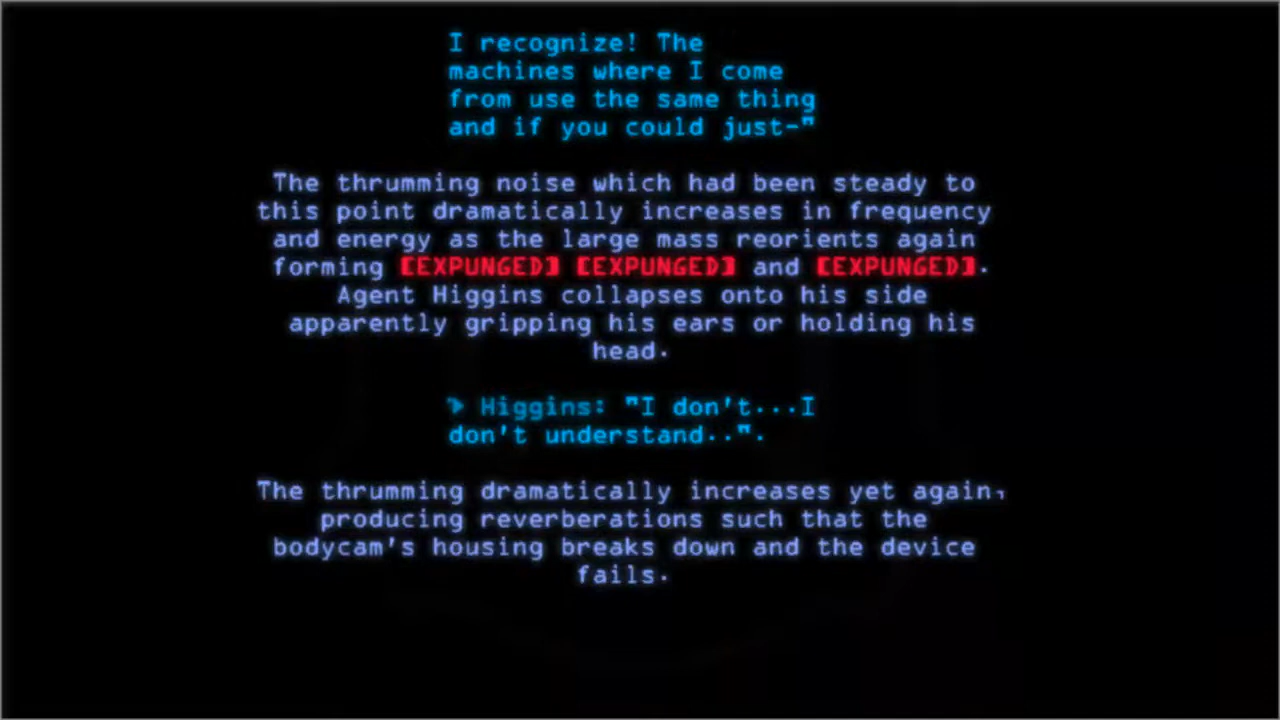 I recognize! The
machines where I come
from use the same thing
and if you could just-"
The thrumming noise which had been steady to
this point dramatically increases in frequency
and energy as the large mass reorients again
forming [EXPUNGED] [EXPUNGED] and [EXPUNGED].
Agent Higgins collapses onto his side
apparently gripping his ears or holding his
head.
> Higgins: "I don't...I
don't understand..".
The thrumming dramatically increases yet again,
producing reverberations such that the
bodycam's housing breaks down and the device
fails.